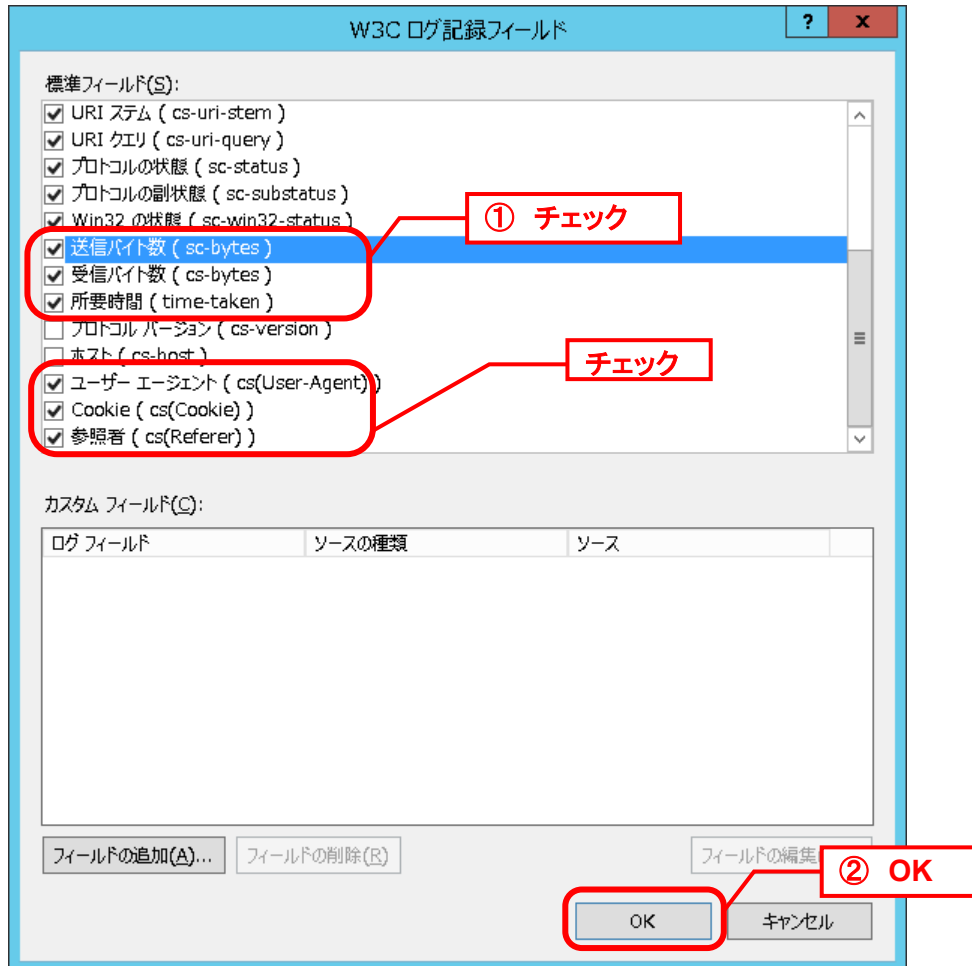 W3C ログ記録フィールド
? x
標準フィールド(S):
URI ステム ( cs-uri-stem )
URI クエリ ( cs-uri-query )
プロトコルの状態 ( sc-status )
プロトコルの副状態 ( sc-substatus )
Win32 の状態 ( sc-win32-status )
① チェック
送信バイト数 ( sc-bytes )
受信バイト数 ( cs-bytes )
所要時間 ( time-taken )
プロトコル バージョン ( cs-version )
ホスト ( cs-host )
チェック
ユーザー エージェント ( cs(User-Agent) )
Cookie ( cs(Cookie) )
参照者 ( cs(Referer) )
カスタム フィールド(C):
ログ フィールド ソースの種類 ソース
フィールドの追加(A)... フィールドの削除(R) フィールドの編集
② OK
OK キャンセル